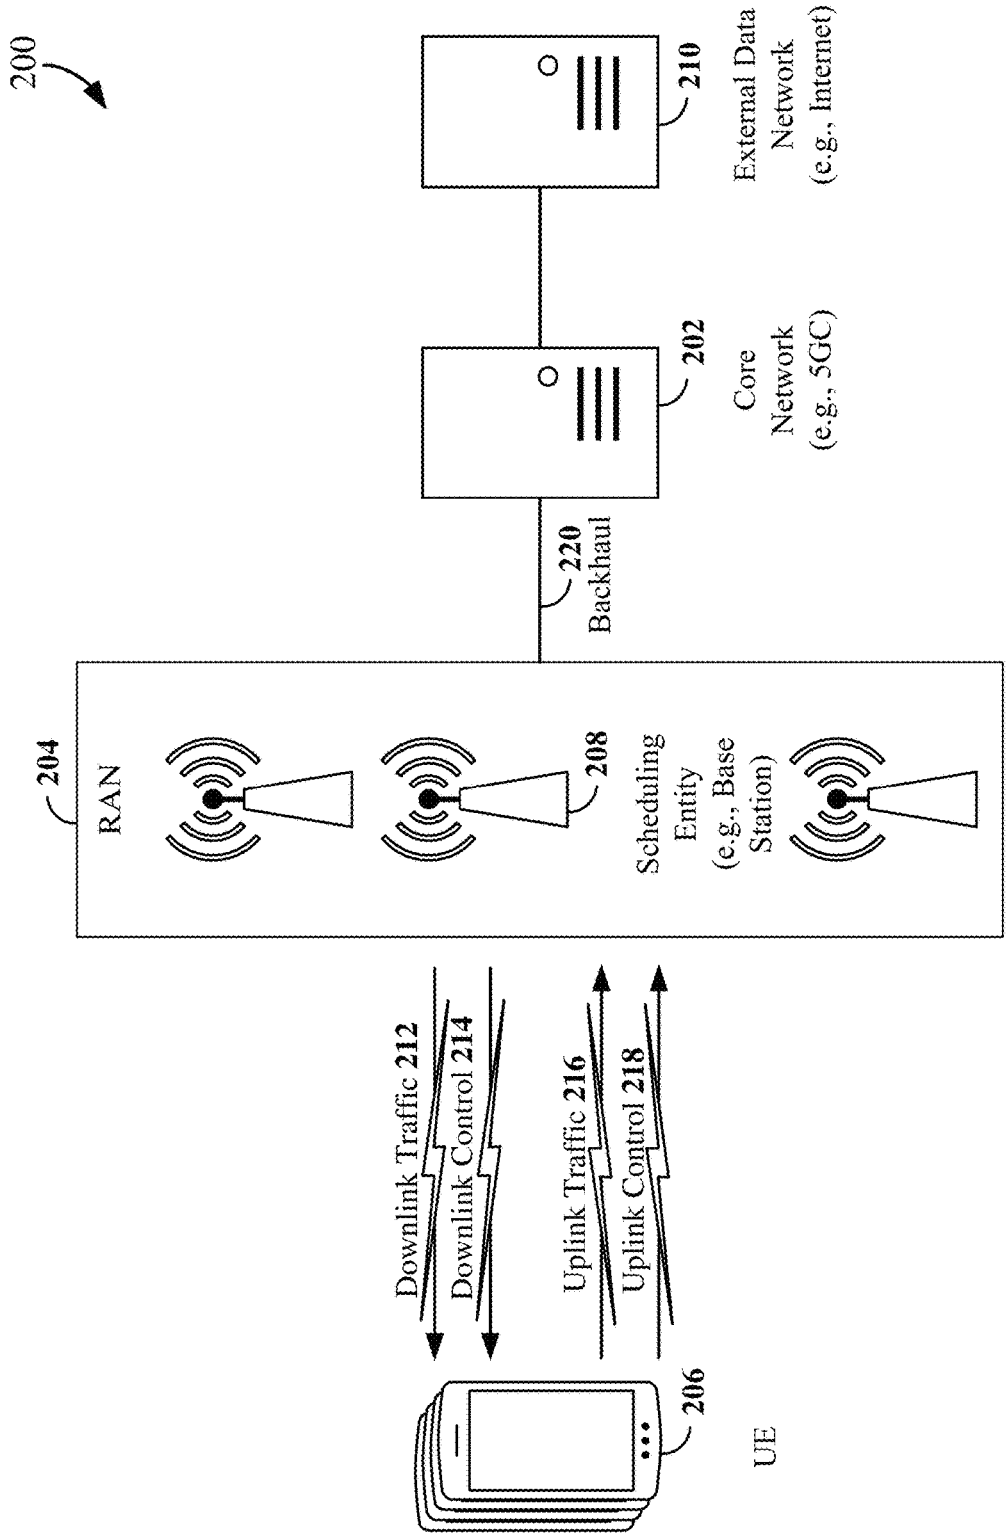 200
204
RAN
208
Scheduling
Entity
(e.g., Base
Station)
Downlink Traffic 212
Downlink Control 214
Uplink Traffic 216
Uplink Control 218
206
UE
220
Backhaul
202
Core
Network
(e.g., 5GC)
210
External Data
Network
(e.g., Internet)